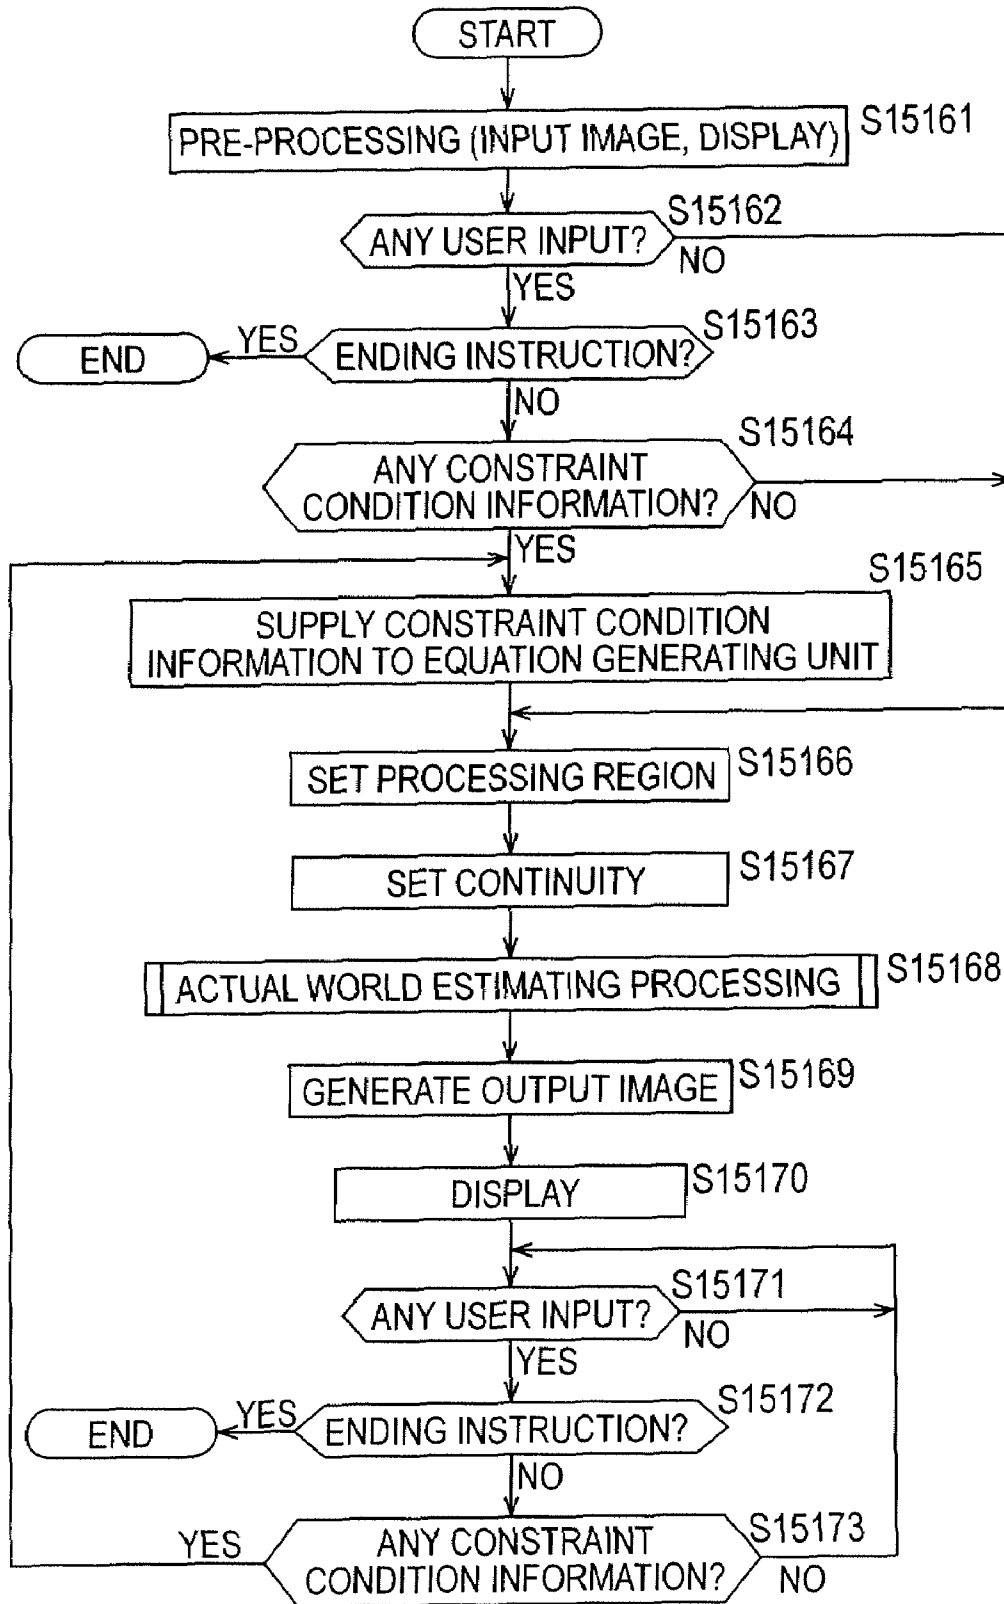 START
PRE-PROCESSING (INPUT IMAGE, DISPLAY)
S15161
ANY USER INPUT?
S15162
NO
YES
ENDING INSTRUCTION?
S15163
YES
END
NO
ANY CONSTRAINT
CONDITION INFORMATION?
S15164
NO
YES
SUPPLY CONSTRAINT CONDITION
INFORMATION TO EQUATION GENERATING UNIT
S15165
SET PROCESSING REGION
S15166
SET CONTINUITY
S15167
ACTUAL WORLD ESTIMATING PROCESSING
S15168
GENERATE OUTPUT IMAGE
S15169
DISPLAY
S15170
ANY USER INPUT?
S15171
NO
YES
ENDING INSTRUCTION?
S15172
YES
END
NO
ANY CONSTRAINT
CONDITION INFORMATION?
S15173
YES
NO